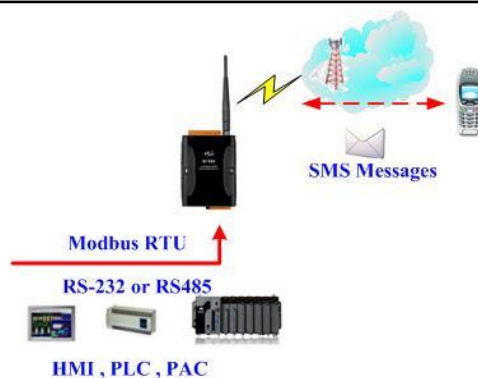 SMS Messages
Modbus RTU
RS-232 or RS485
HMI , PLC , PAC